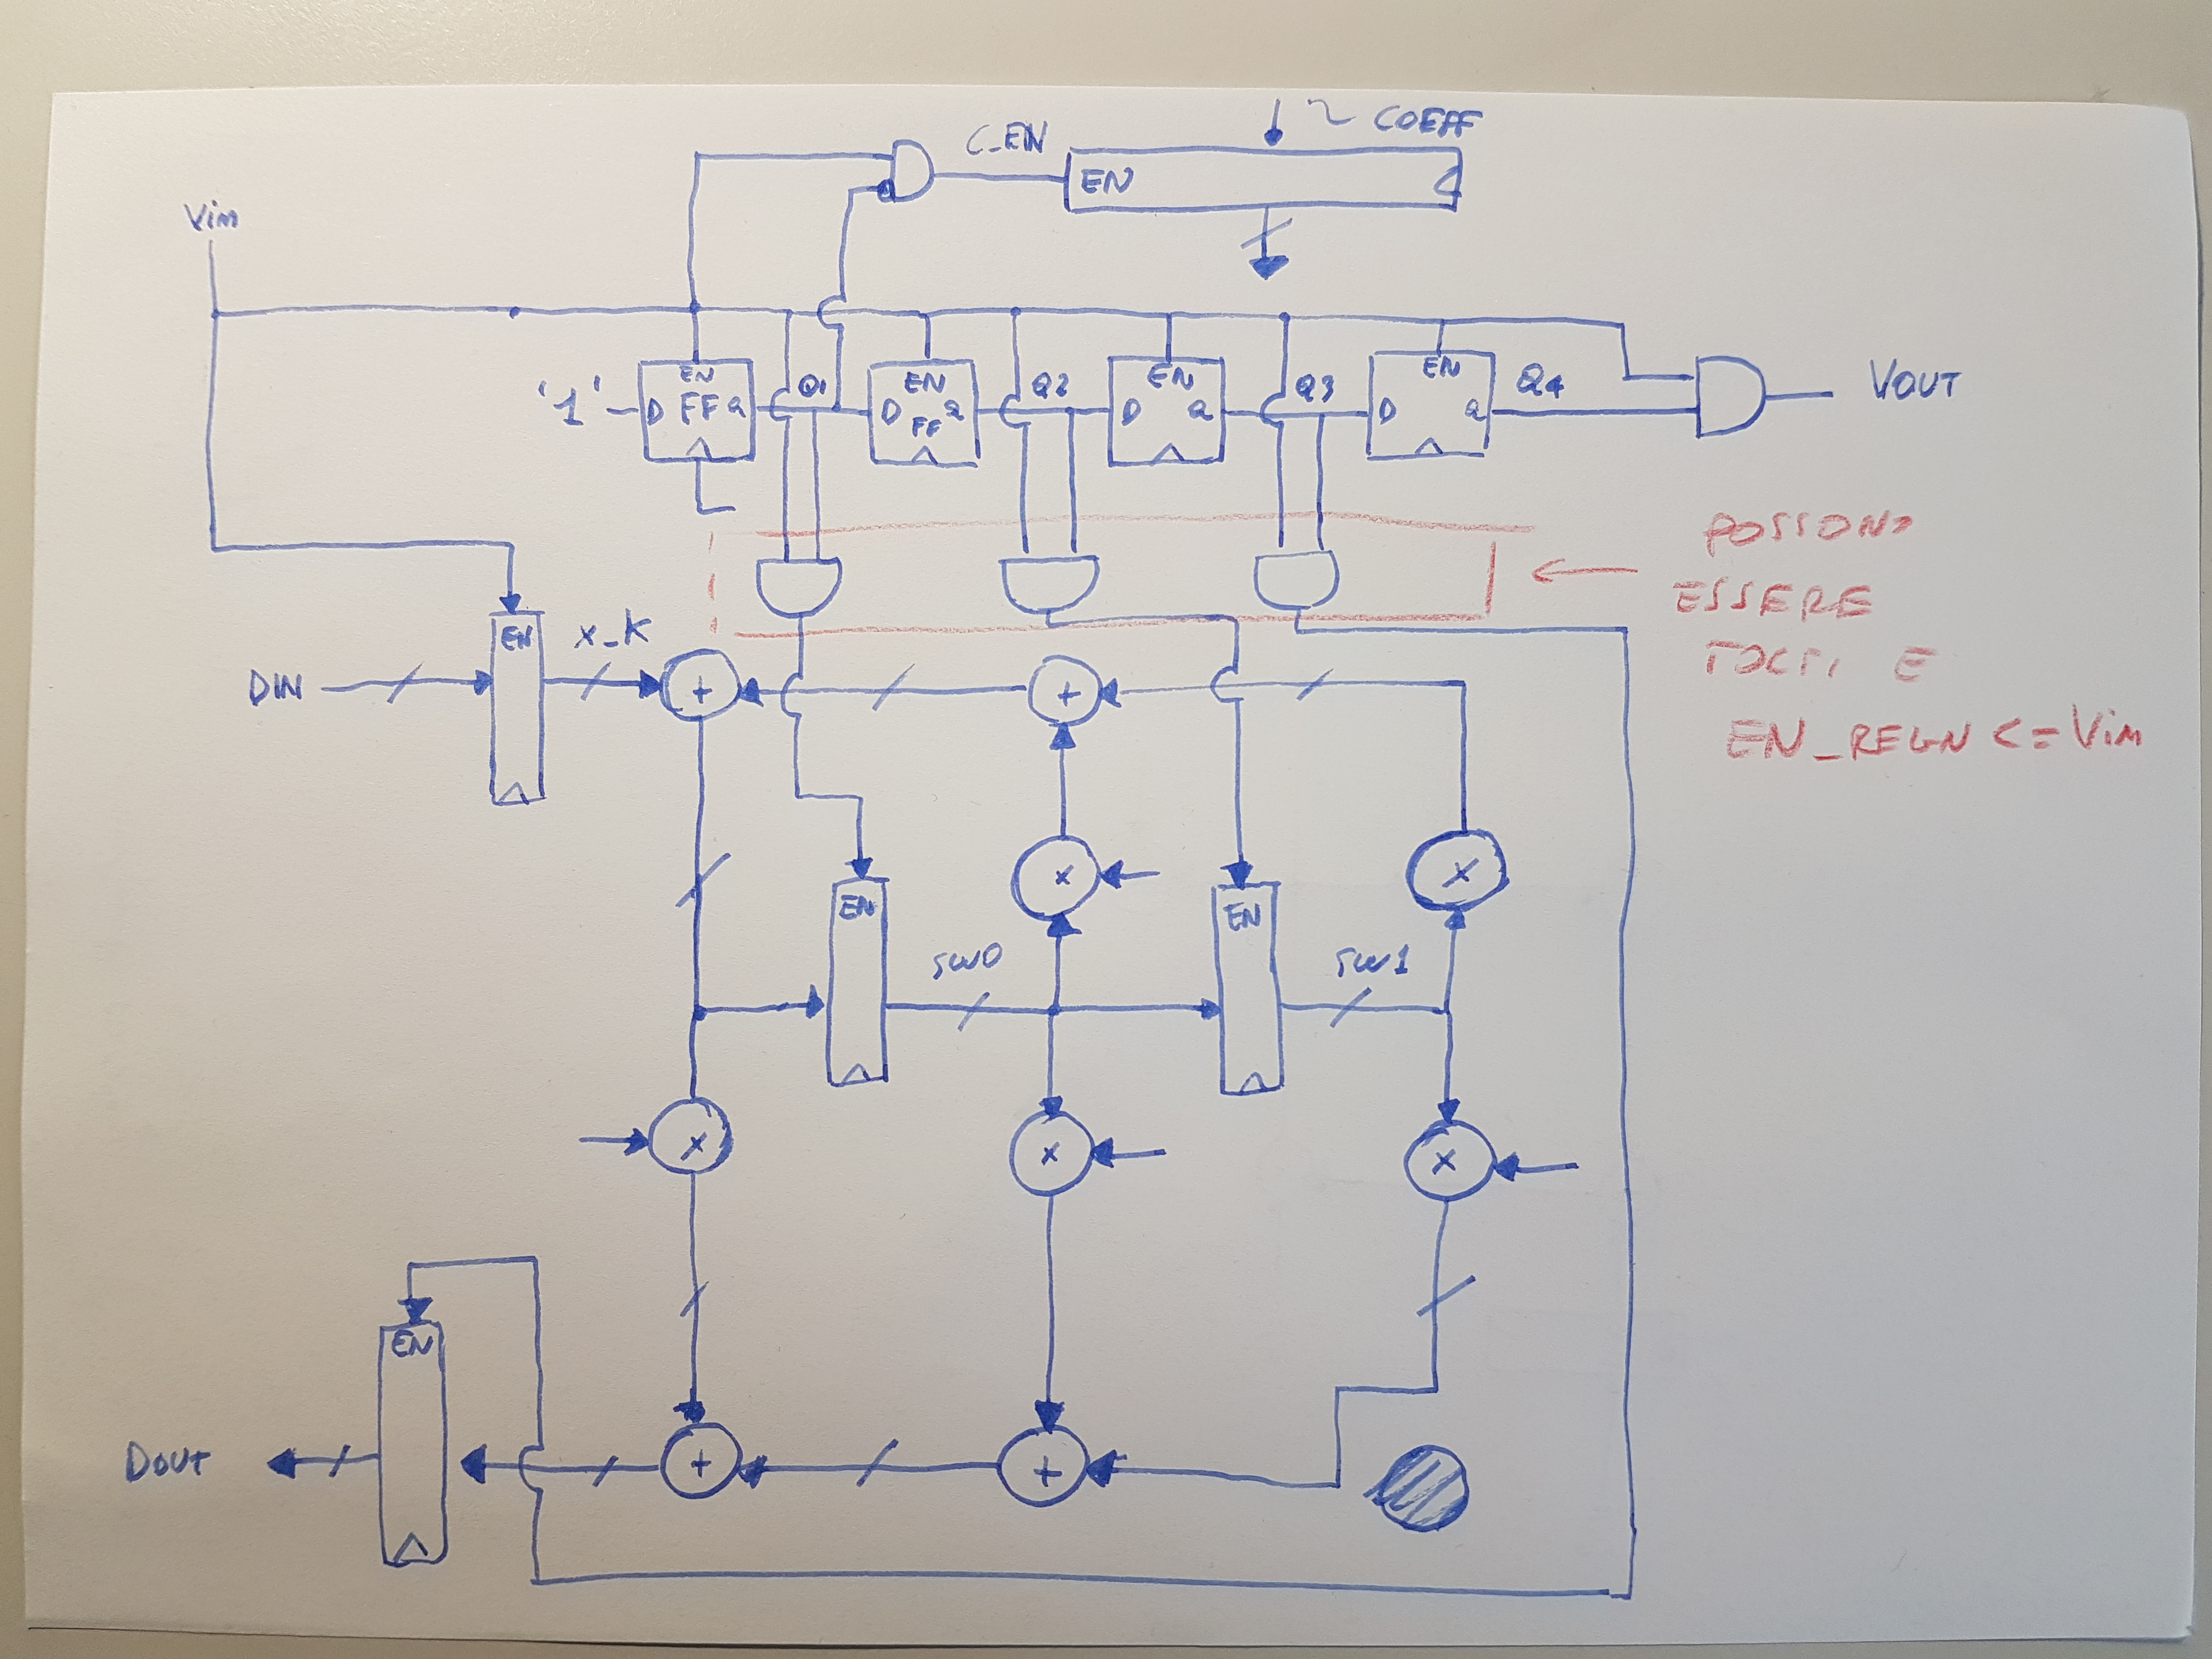 C_EN
COEFF
EN
Vin
EN
EN
EN
EN
'1'
D FF Q
Q1
D FF Q
Q2
D Q
Q3
D Q
Q4
VOUT
POSSONO
ESSERE
TOLTI E
EN_REGN <= Vin
EN
x_K
DIN
+
+
x
x
EN
EN
SW0
SW1
x
x
x
EN
DOUT
+
+